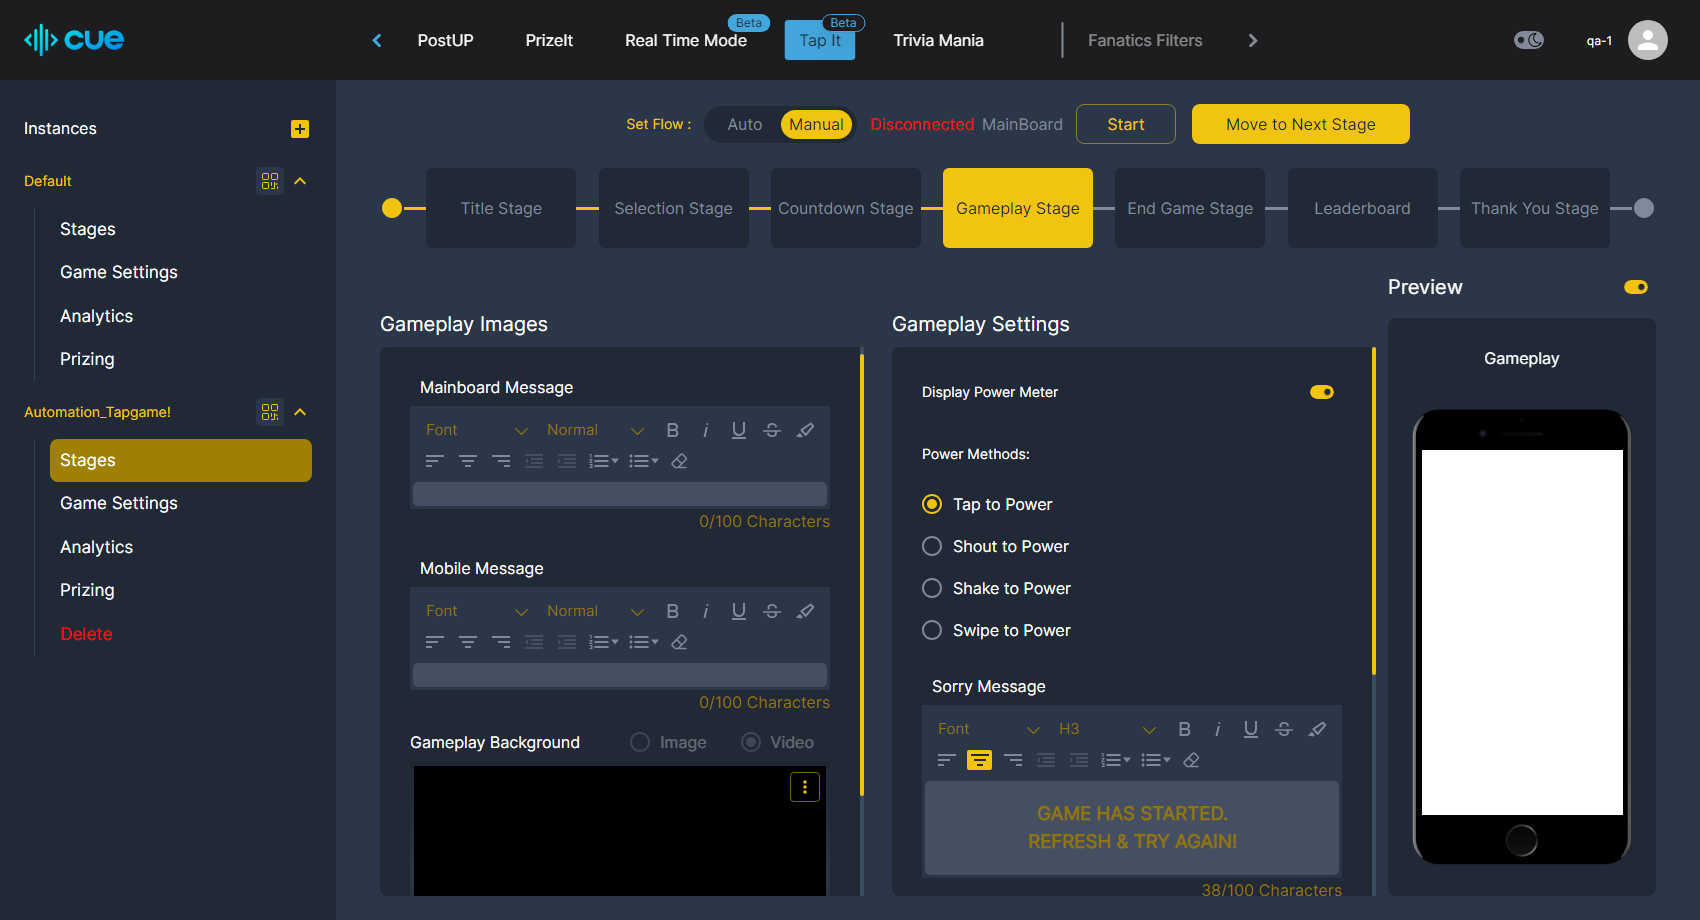 cue
PostUP
PrizeIt
Real Time Mode
Beta
Tap It
Beta
Trivia Mania
Fanatics Filters
qa-1
Instances
Default
Stages
Game Settings
Analytics
Prizing
Automation_Tapgame!
Stages
Game Settings
Analytics
Prizing
Delete
Set Flow :
Auto
Manual
Disconnected MainBoard
Start
Move to Next Stage
Title Stage
Selection Stage
Countdown Stage
Gameplay Stage
End Game Stage
Leaderboard
Thank You Stage
Gameplay Images
Mainboard Message
Font
Normal
0/100 Characters
Mobile Message
Font
Normal
0/100 Characters
Gameplay Background
Image
Video
Gameplay Settings
Display Power Meter
Power Methods:
Tap to Power
Shout to Power
Shake to Power
Swipe to Power
Sorry Message
Font
H3
GAME HAS STARTED.
REFRESH & TRY AGAIN!
38/100 Characters
Preview
Gameplay